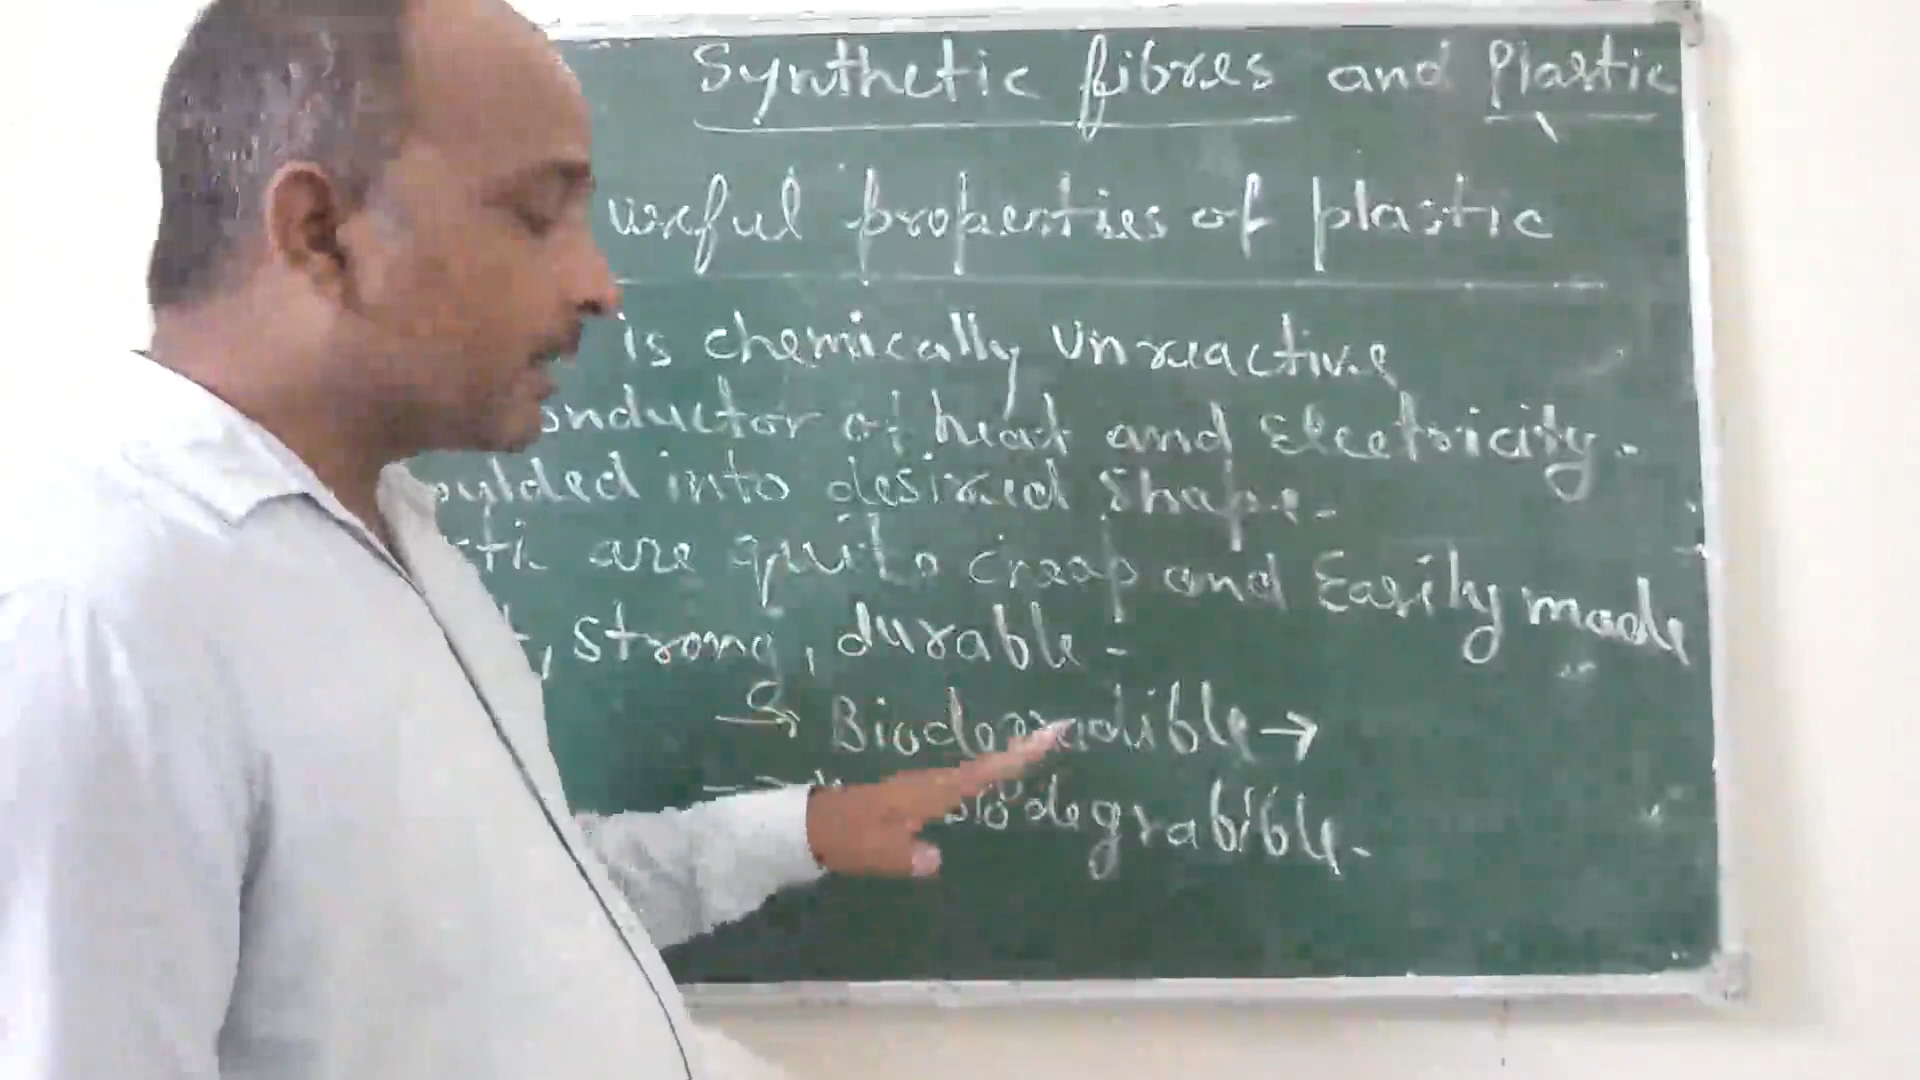 Synthetic fibres and Plastic
useful properties of plastic
is chemically Unreactive
onductor of heat and Electricity.
oulded into desired Shape.
are quite cheap and Easily made
, strong, durable -
→ Biodegradible →
→ biodegrabible.